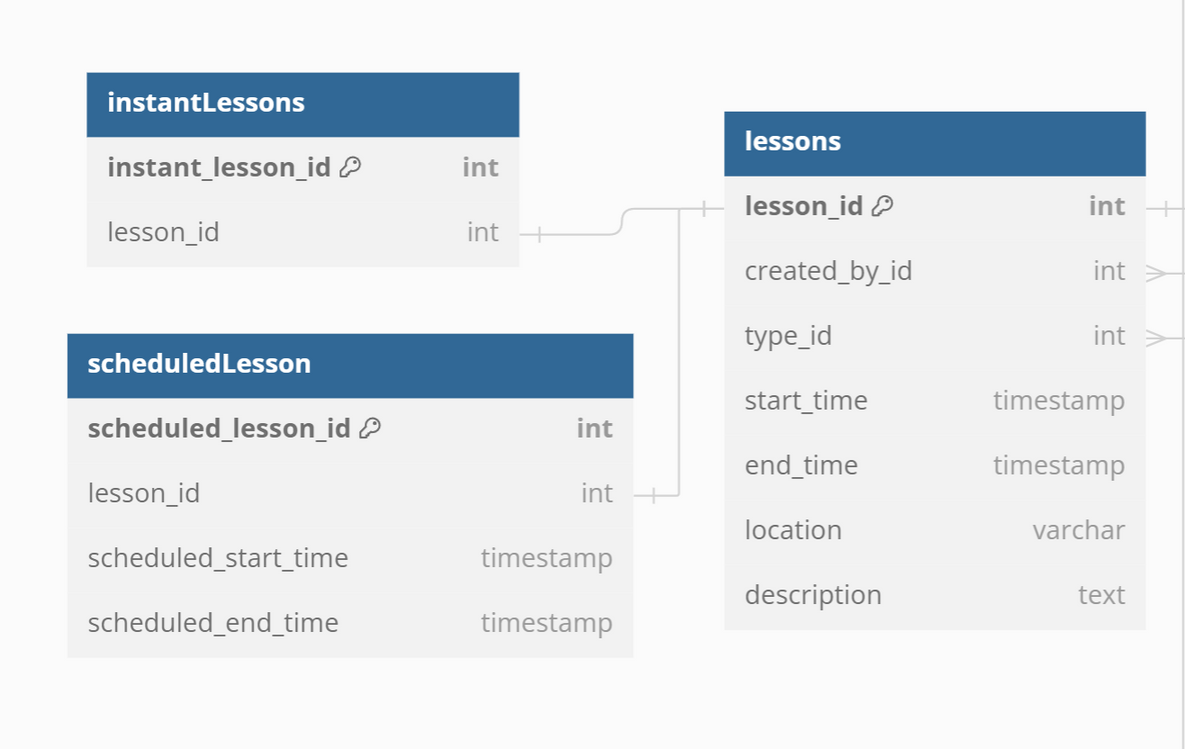 instantLessons
instant_lesson_id int
lesson_id int
scheduledLesson
scheduled_lesson_id int
lesson_id int
scheduled_start_time timestamp
scheduled_end_time timestamp
lessons
lesson_id int
created_by_id int
type_id int
start_time timestamp
end_time timestamp
location varchar
description text